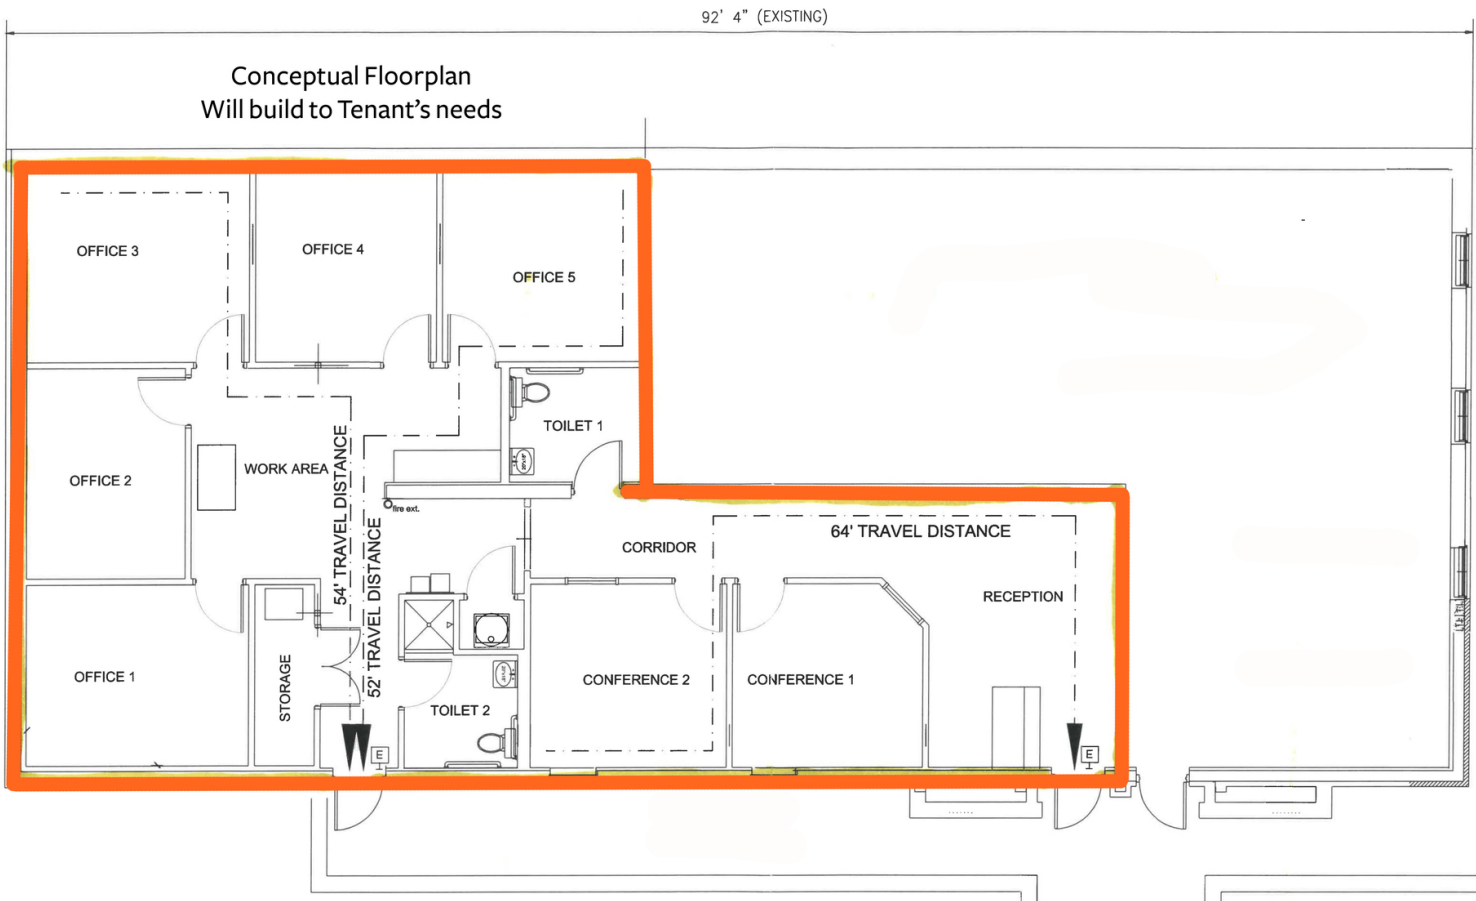 92' 4" (EXISTING)
Conceptual Floorplan
Will build to Tenant's needs
OFFICE 3
OFFICE 4
OFFICE 5
TOILET 1
WORK AREA
OFFICE 2
54' TRAVEL DISTANCE
52' TRAVEL DISTANCE
fire ext.
64' TRAVEL DISTANCE
CORRIDOR
RECEPTION
OFFICE 1
STORAGE
CONFERENCE 2
CONFERENCE 1
TOILET 2
E
E